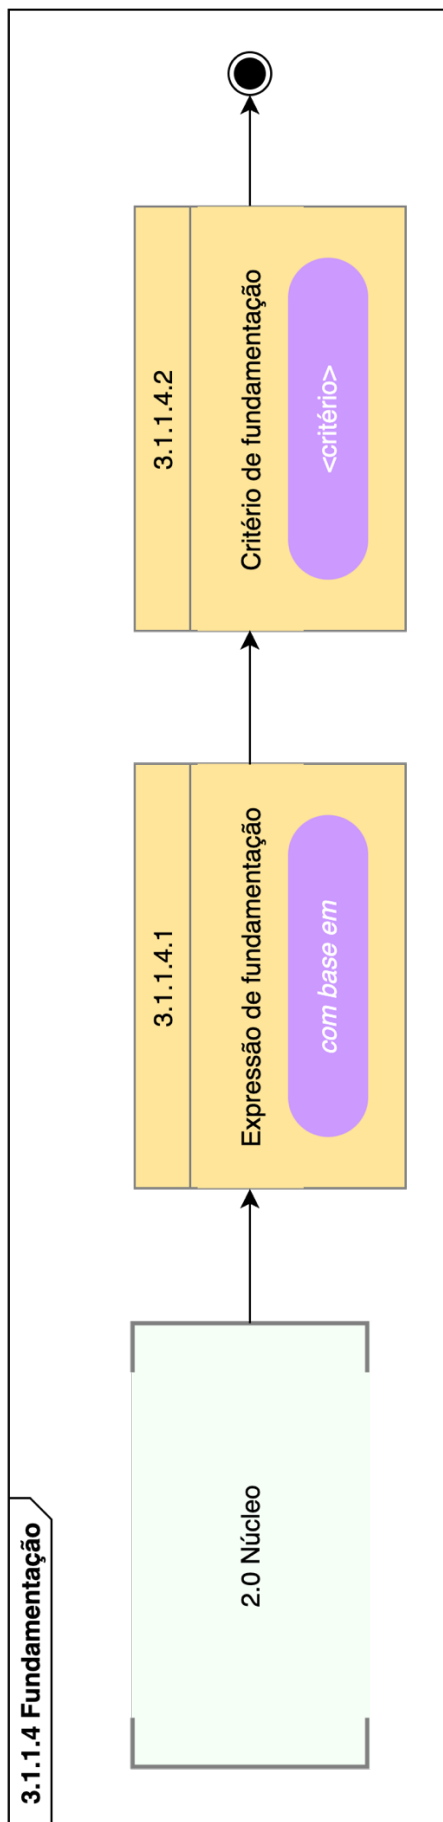 3.1.1.4 Fundamentação
2.0 Núcleo
3.1.1.4.1
Expressão de fundamentação
com base em
3.1.1.4.2
Critério de fundamentação
<critério>